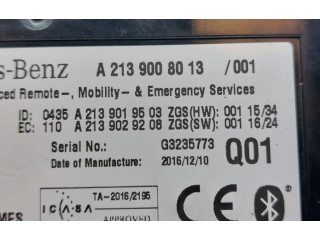 s-Benz A 213 900 80 13 /001
ced Remote-, Mobility- & Emergency Services
ID: 0435 A 213 901 95 03 ZGS(HW): 001 15/34
EC: 110 A 213 902 92 08 ZGS(SW): 001 16/24
Serial No.: G3235773
Date of Manufacture: 2016/12/10 Q01
TA-2016/2195
ICASA
APPROVED
MES